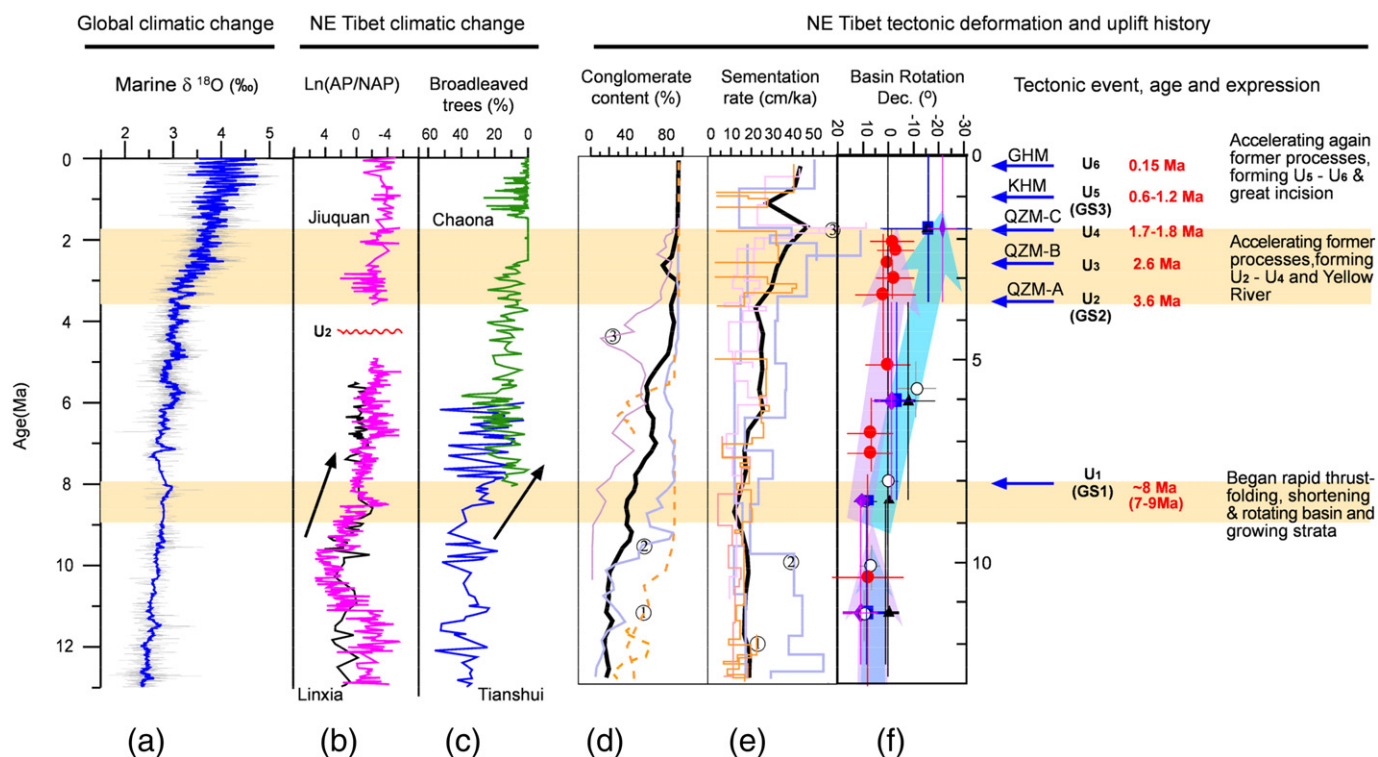 Global climatic change
NE Tibet climatic change
NE Tibet tectonic deformation and uplift history
Marine δ 18O (‰)
Ln(AP/NAP)
Broadleaved
trees (%)
Conglomerate
content (%)
Sementation
rate (cm/ka)
Basin Rotation
Dec. (º)
Tectonic event, age and expression
2 3 4 5
4 0 -4
60 40 20 0
0 40 80
0 10 20 30 40 50
20 10 0 -10 -20 -30
Age(Ma)
0
2
4
6
8
10
12
Jiuquan
U2
Linxia
Chaona
Tianshui
③
②
①
③
②
①
0
5
10
GHM U6 0.15 Ma
KHM U5 0.6-1.2 Ma
(GS3)
QZM-C U4 1.7-1.8 Ma
QZM-B U3 2.6 Ma
QZM-A U2 3.6 Ma
(GS2)
U1 ~8 Ma
(GS1) (7-9Ma)
Accelerating again
former processes,
forming U5 - U6 &
great incision
Accelerating former
processes,forming
U2 - U4 and Yellow
River
Began rapid thrust-
folding, shortening
& rotating basin and
growing strata
(a) (b) (c) (d) (e) (f)